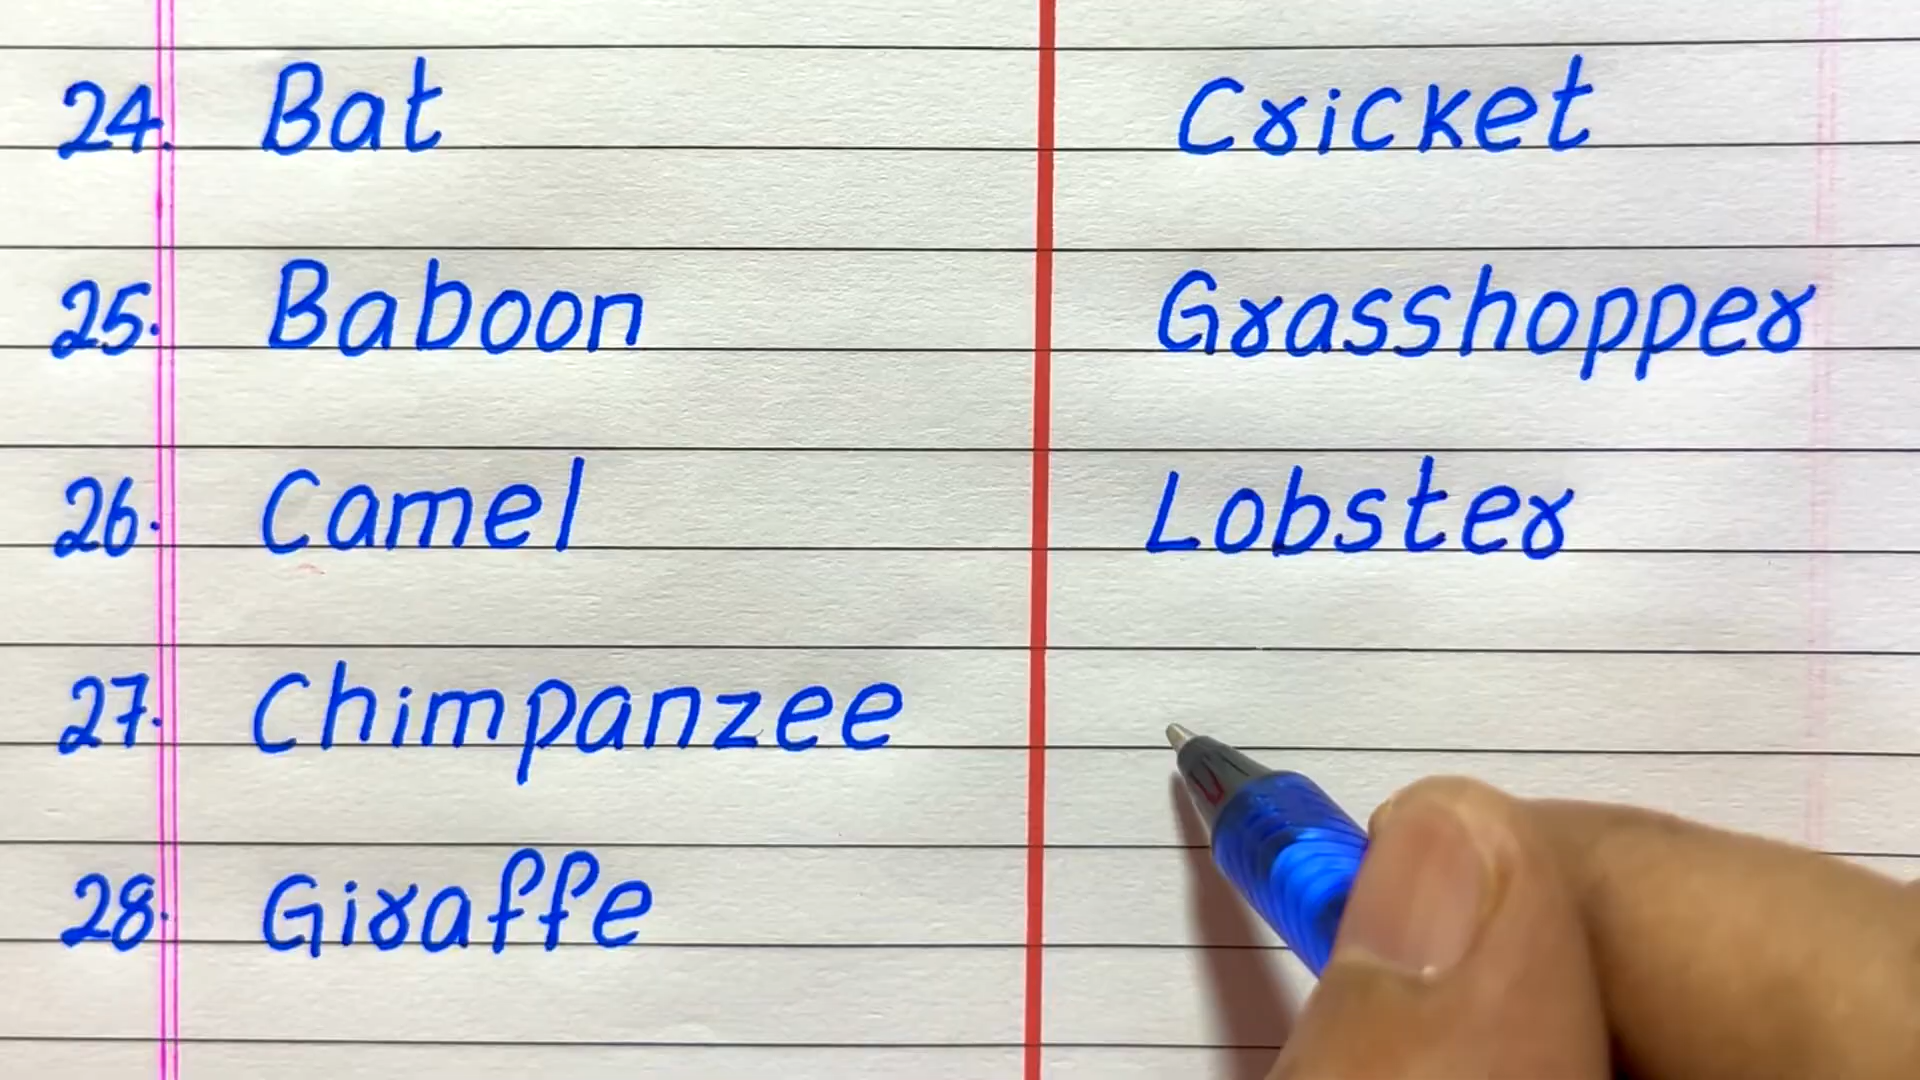 24. Bat Cricket
25. Baboon Grasshopper
26. Camel Lobster
27. Chimpanzee
28. Giraffe